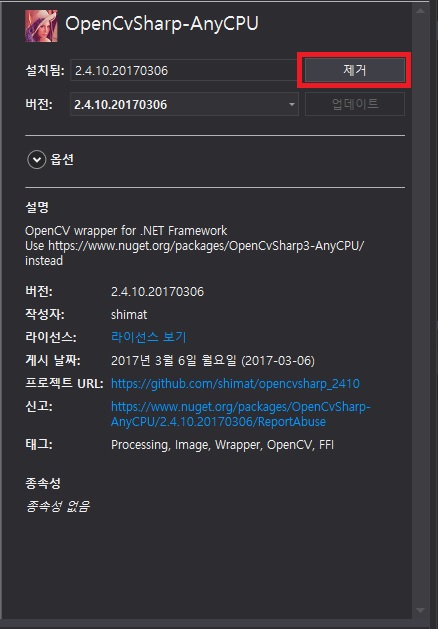 OpenCvSharp-AnyCPU
설치됨: 2.4.10.20170306 제거
버전: 2.4.10.20170306 업데이트
옵션
설명
OpenCV wrapper for .NET Framework
Use https://www.nuget.org/packages/OpenCvSharp3-AnyCPU/
instead
버전: 2.4.10.20170306
작성자: shimat
라이선스: 라이선스 보기
게시 날짜: 2017년 3월 6일 월요일 (2017-03-06)
프로젝트 URL: https://github.com/shimat/opencvsharp_2410
신고: https://www.nuget.org/packages/OpenCvSharp-
AnyCPU/2.4.10.20170306/ReportAbuse
태그: Processing, Image, Wrapper, OpenCV, FFI
종속성
종속성 없음